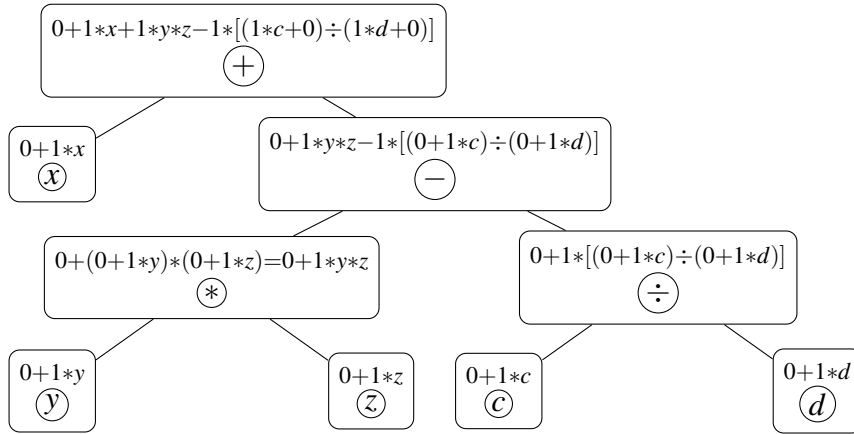 0+1*x+1*y*z−1*[(1*c+0)÷(1*d+0)]
+
0+1*x
x
0+1*y*z−1*[(0+1*c)÷(0+1*d)]
−
0+(0+1*y)*(0+1*z)=0+1*y*z
*
0+1*[(0+1*c)÷(0+1*d)]
÷
0+1*y
y
0+1*z
z
0+1*c
c
0+1*d
d